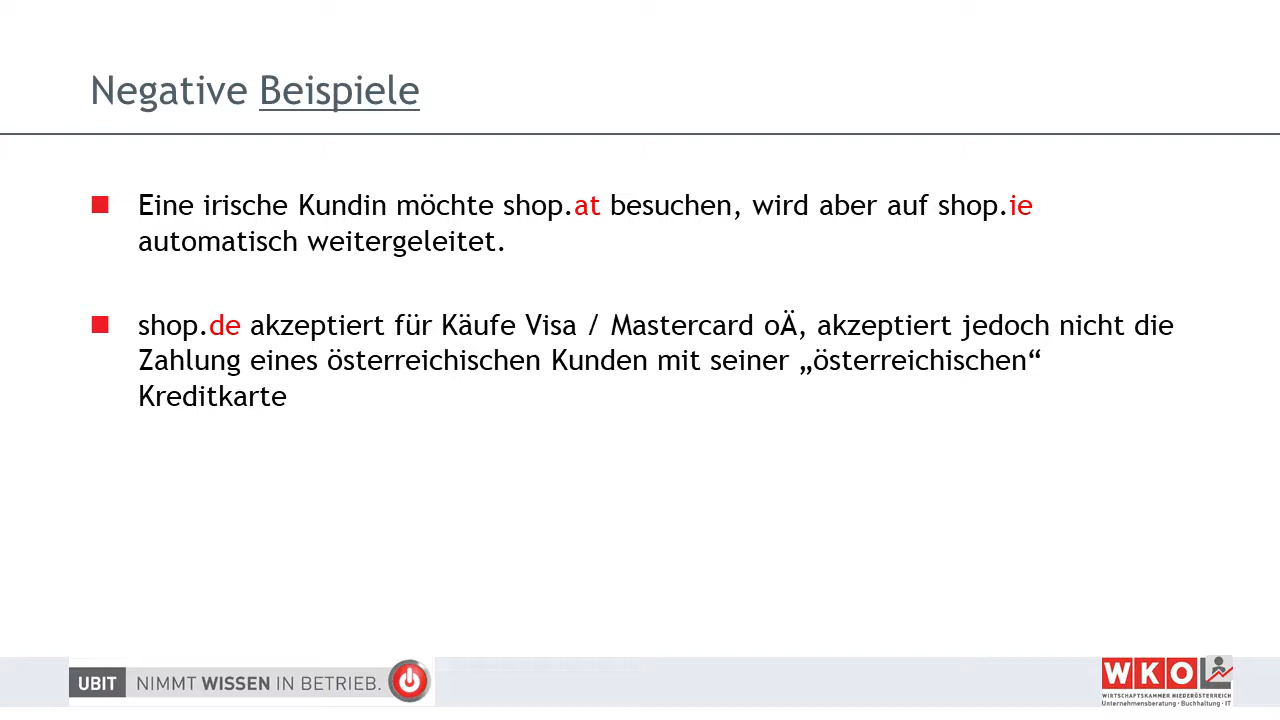 Negative Beispiele
Eine irische Kundin möchte shop.at besuchen, wird aber auf shop.ie
automatisch weitergeleitet.
shop.de akzeptiert für Käufe Visa / Mastercard oÄ, akzeptiert jedoch nicht die
Zahlung eines österreichischen Kunden mit seiner „österreichischen“
Kreditkarte
UBIT NIMMT WISSEN IN BETRIEB.
WKO
WIRTSCHAFTSKAMMER NIEDERÖSTERREICH
Unternehmensberatung · Buchhaltung · IT